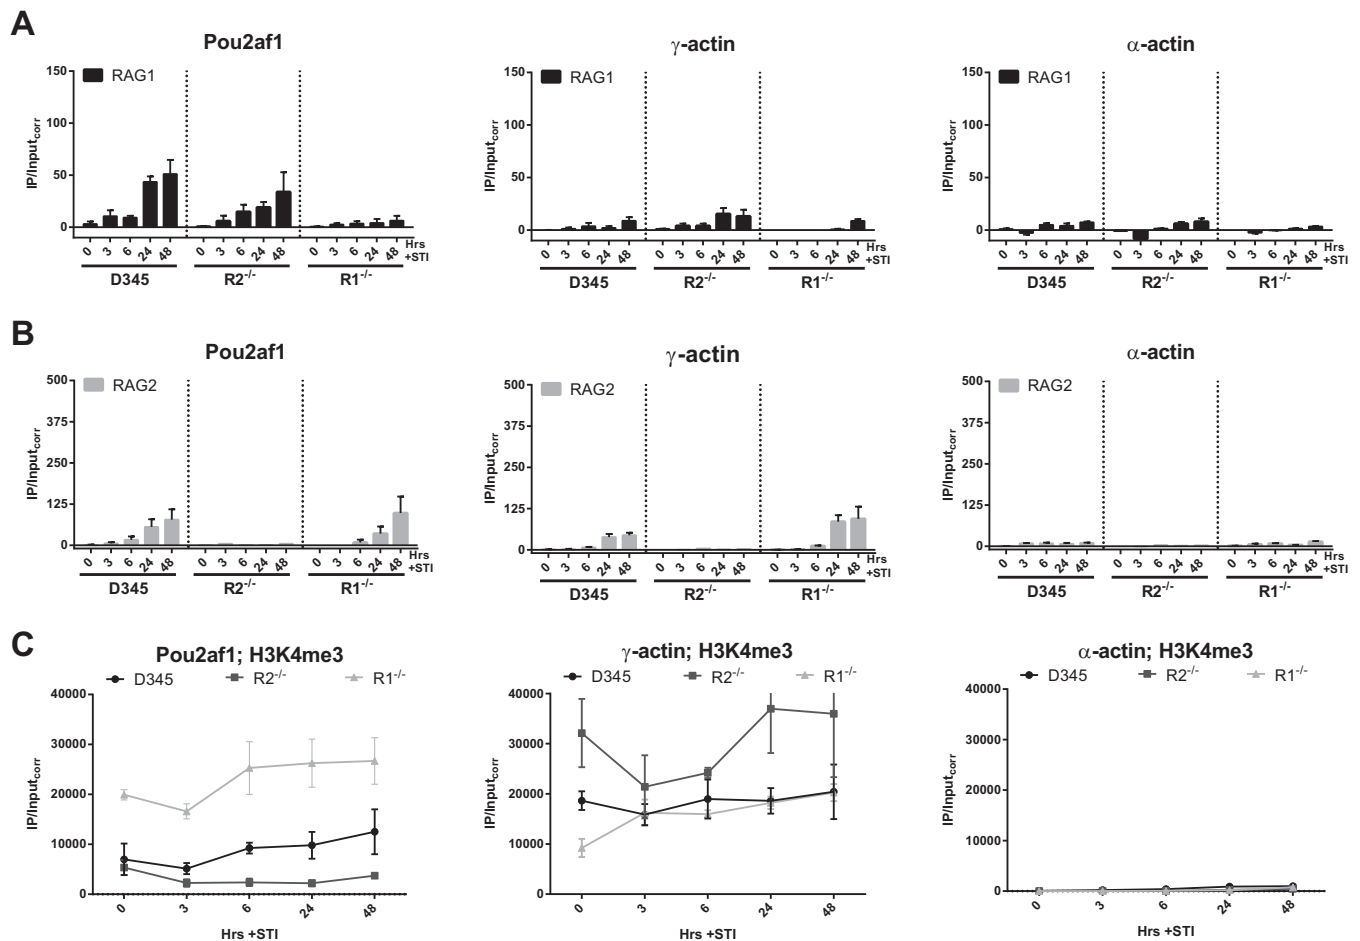 A
Pou2af1
γ-actin
α-actin
RAG1
RAG1
RAG1
IP/Inputcorr
150
100
50
0
0 3 6 24 48 0 3 6 24 48 0 3 6 24 48 Hrs +STI
D345 R2-/- R1-/-
IP/Inputcorr
150
100
50
0
0 3 6 24 48 0 3 6 24 48 0 3 6 24 48 Hrs +STI
D345 R2-/- R1-/-
IP/Inputcorr
150
100
50
0
0 3 6 24 48 0 3 6 24 48 0 3 6 24 48 Hrs +STI
D345 R2-/- R1-/-
B
Pou2af1
γ-actin
α-actin
RAG2
RAG2
RAG2
IP/Inputcorr
500
375
250
125
0
0 3 6 24 48 0 3 6 24 48 0 3 6 24 48 Hrs +STI
D345 R2-/- R1-/-
IP/Inputcorr
500
375
250
125
0
0 3 6 24 48 0 3 6 24 48 0 3 6 24 48 Hrs +STI
D345 R2-/- R1-/-
IP/Inputcorr
500
375
250
125
0
0 3 6 24 48 0 3 6 24 48 0 3 6 24 48 Hrs +STI
D345 R2-/- R1-/-
C
Pou2af1; H3K4me3
D345 R2-/- R1-/-
IP/Inputcorr
40000
30000
20000
10000
0
0 3 6 24 48
Hrs +STI
γ-actin; H3K4me3
D345 R2-/- R1-/-
IP/Inputcorr
40000
30000
20000
10000
0
0 3 6 24 48
Hrs +STI
α-actin; H3K4me3
D345 R2-/- R1-/-
IP/Inputcorr
40000
30000
20000
10000
0
0 3 6 24 48
Hrs +STI